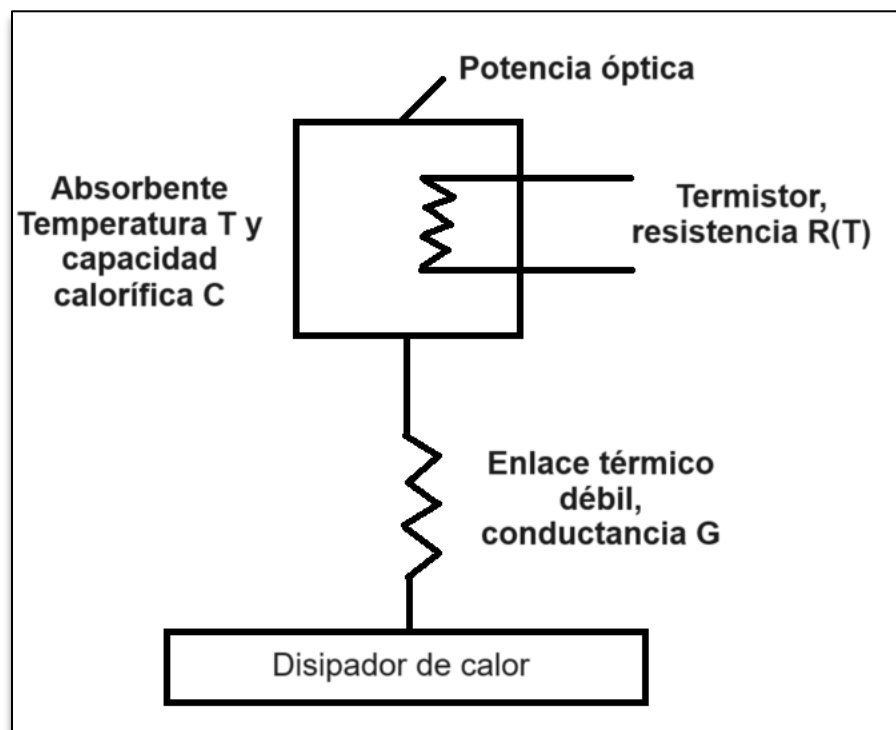 Potencia óptica
Absorbente
Temperatura T y
capacidad
calorífica C
Termistor,
resistencia R(T)
Enlace térmico
débil,
conductancia G
Disipador de calor